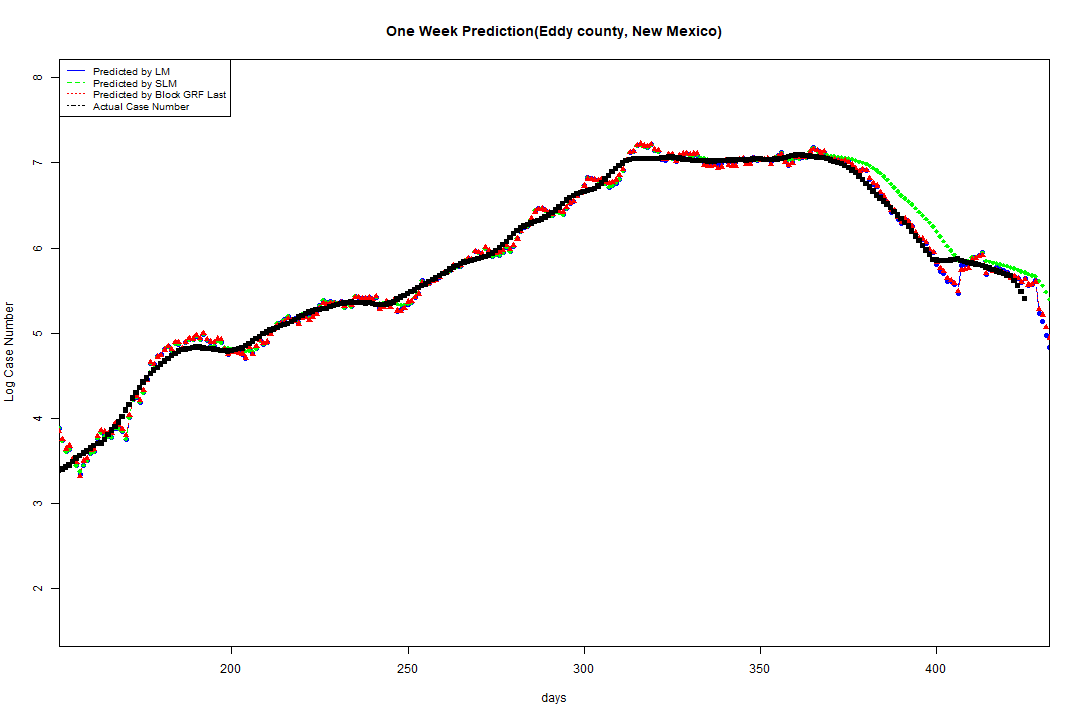 One Week Prediction(Eddy county, New Mexico)
Predicted by LM
Predicted by SLM
Predicted by Block GRF Last
Actual Case Number
8
7
6
5
4
3
2
Log Case Number
200
250
300
350
400
days